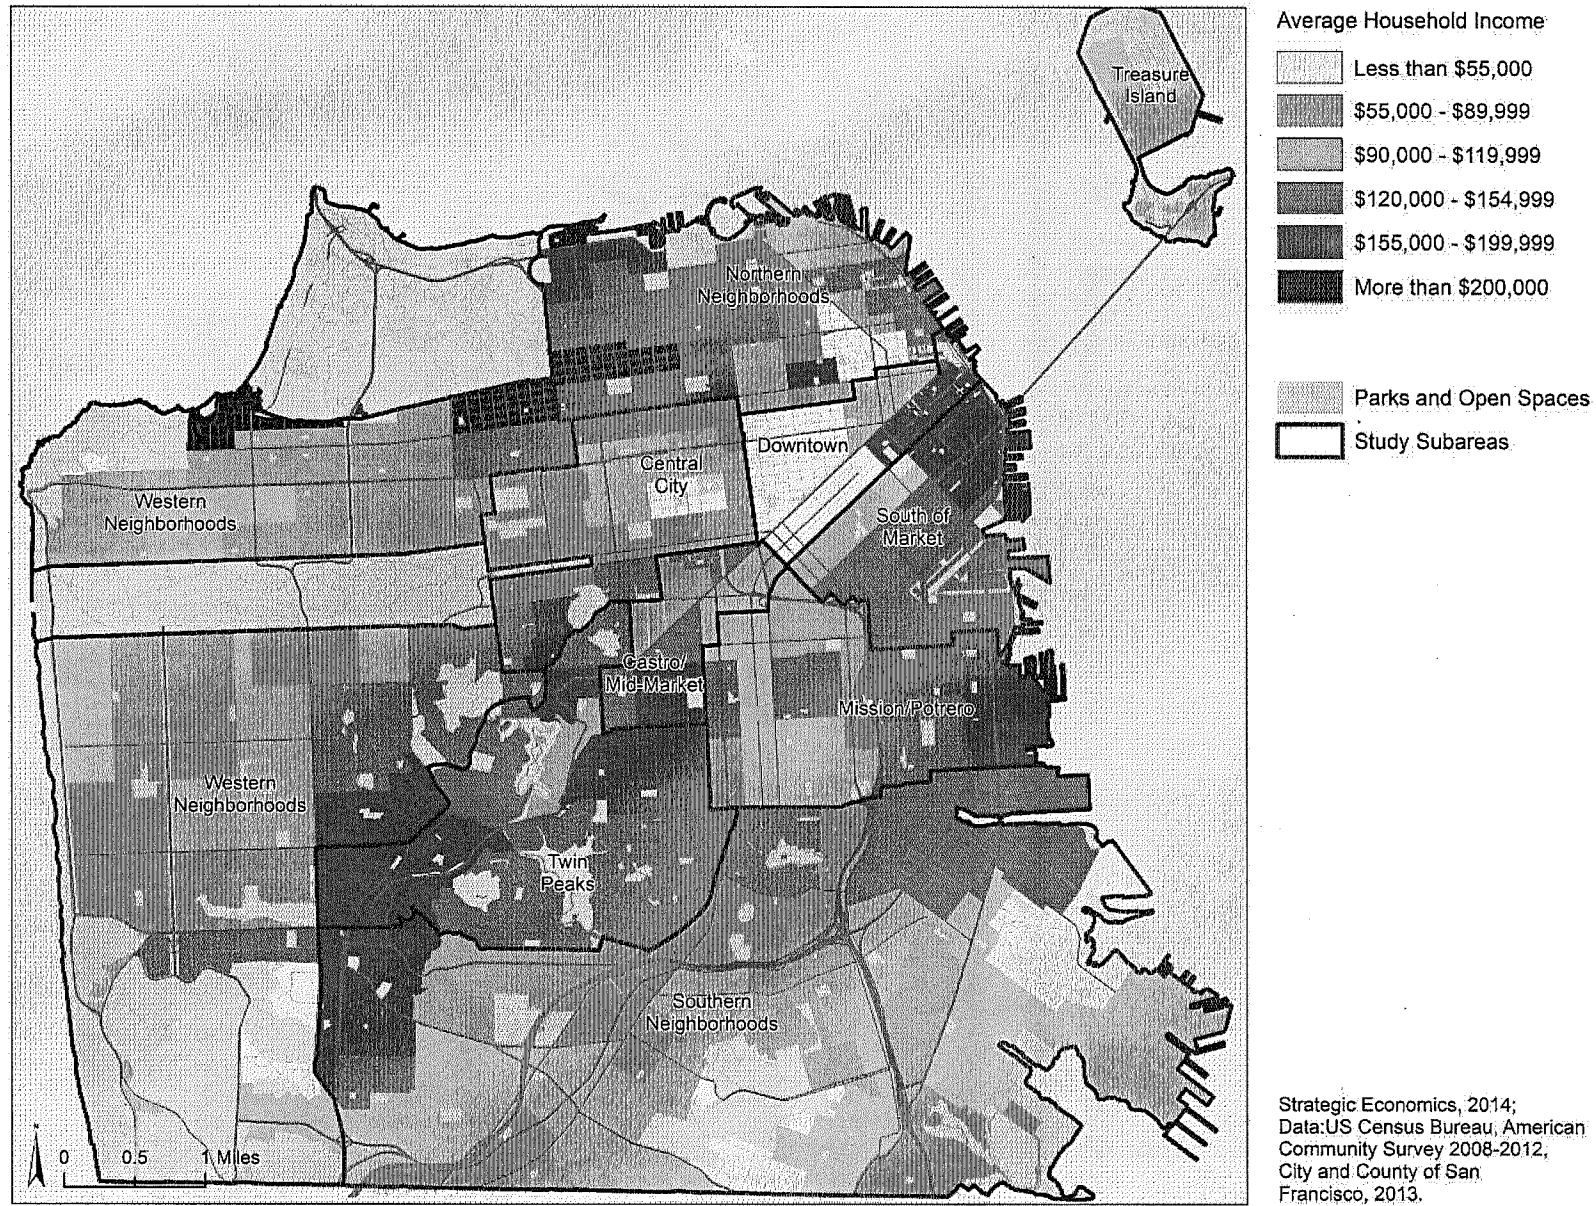 Average Household Income
Less than $55,000
$55,000 - $89,999
$90,000 - $119,999
$120,000 - $154,999
$155,000 - $199,999
More than $200,000
Parks and Open Spaces
Study Subareas
Treasure
Island
Northern
Neighborhoods
Downtown
Central
City
Western
Neighborhoods
South of
Market
Castro/
Mid-Market
Mission/Potrero
Western
Neighborhoods
Twin
Peaks
Southern
Neighborhoods
0 0.5 1 Miles
Strategic Economics, 2014;
Data:US Census Bureau, American
Community Survey 2008-2012,
City and County of San
Francisco, 2013.